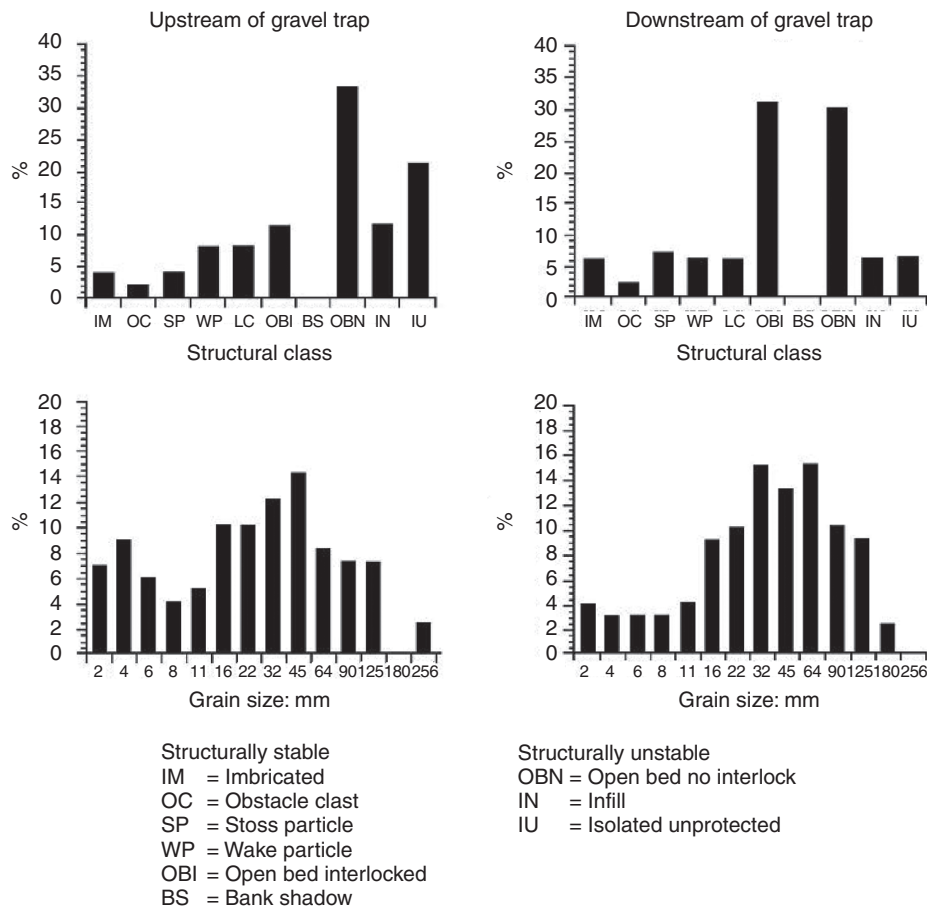 Upstream of gravel trap
40
35
30
25
20
15
10
5
0
%
IM OC SP WP LC OBI BS OBN IN IU
Structural class
Downstream of gravel trap
40
35
30
25
20
15
10
5
0
%
IM OC SP WP LC OBI BS OBN IN IU
Structural class
20
18
16
14
12
10
8
6
4
2
0
%
2 4 6 8 11 16 22 32 45 64 90 125 180 256
Grain size: mm
20
18
16
14
12
10
8
6
4
2
0
%
2 4 6 8 11 16 22 32 45 64 90 125 180 256
Grain size: mm
Structurally stable
IM = Imbricated
OC = Obstacle clast
SP = Stoss particle
WP = Wake particle
OBI = Open bed interlocked
BS = Bank shadow
Structurally unstable
OBN = Open bed no interlock
IN = Infill
IU = Isolated unprotected